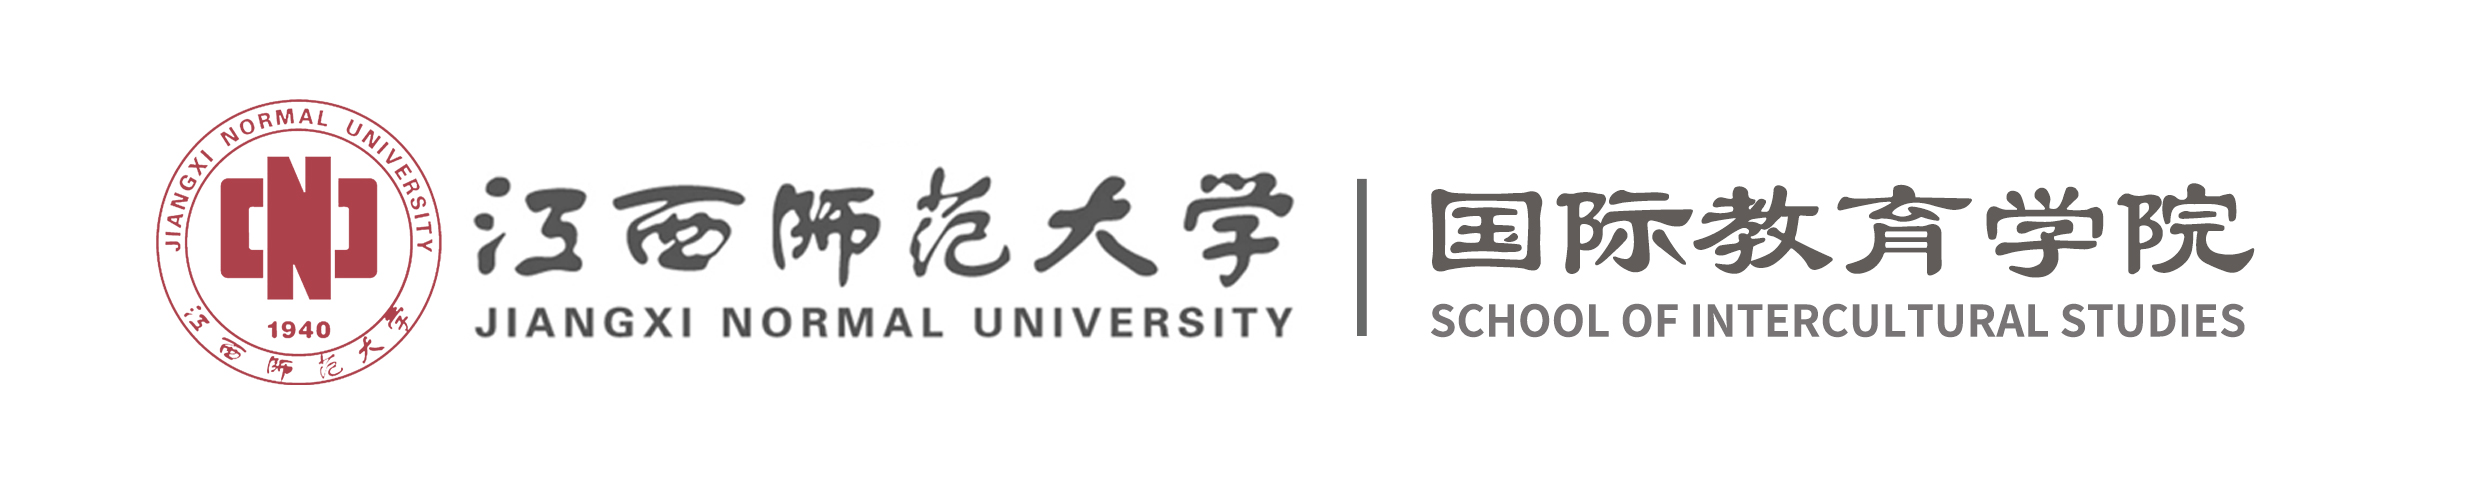 JIANGXI NORMAL UNIVERSITY
1940
江西师范大学
江西师范大学
JIANGXI NORMAL UNIVERSITY
国际教育学院
SCHOOL OF INTERCULTURAL STUDIES